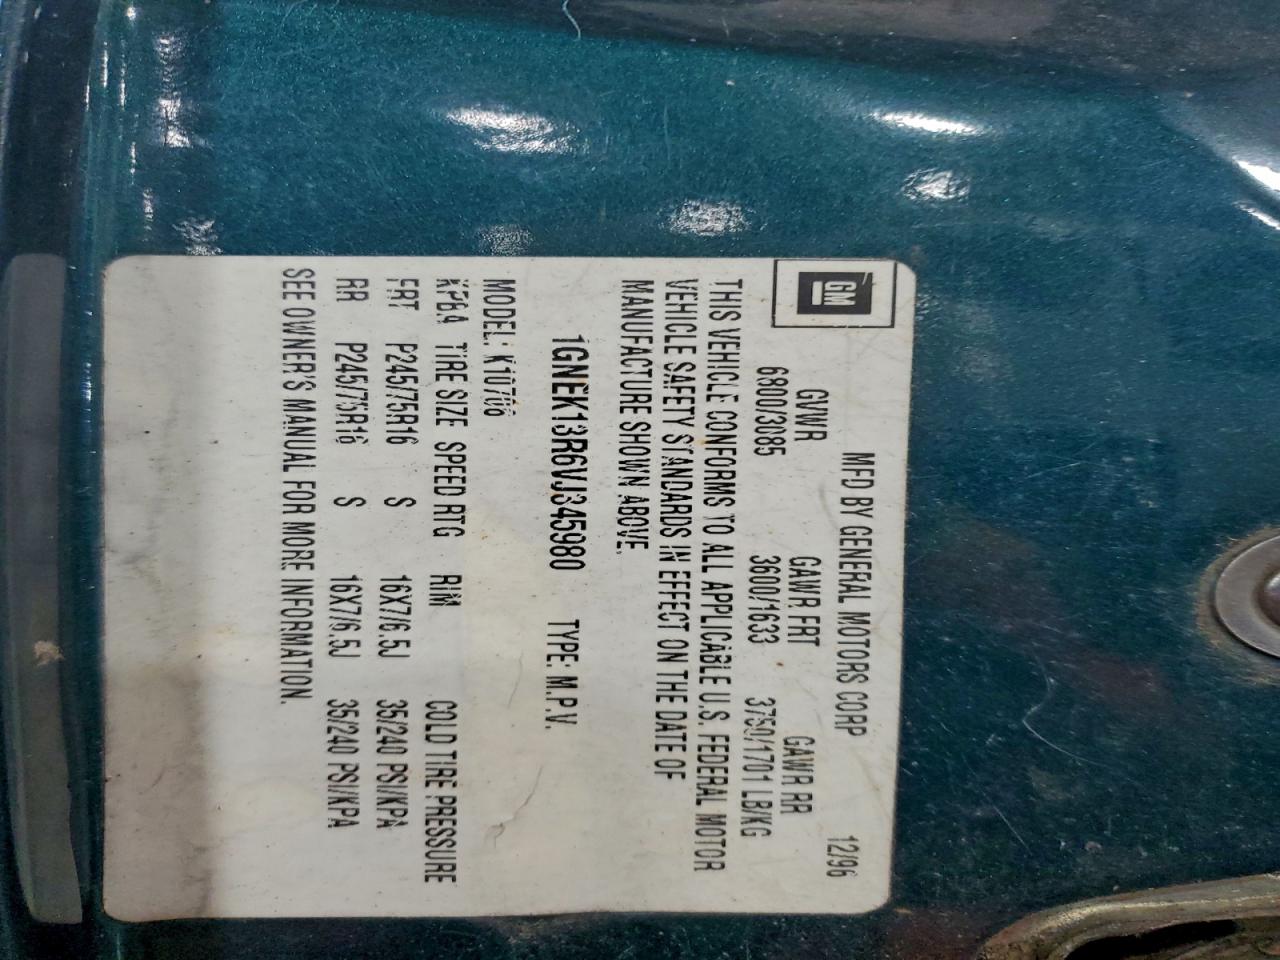 GM
MFD BY GENERAL MOTORS CORP 12/96
GVWR GAWR FRT GAWR RR
6800/3085 3600/1633 3750/1701 LB/KG
THIS VEHICLE CONFORMS TO ALL APPLICABLE U.S. FEDERAL MOTOR
VEHICLE SAFETY STANDARDS IN EFFECT ON THE DATE OF
MANUFACTURE SHOWN ABOVE.
1GNEK13R6VJ345980 TYPE: M.P.V.
MODEL: K10706
TIRE SIZE SPEED RTG RIM COLD TIRE PRESSURE
FRT P245/75R16 S 16X7/6.5J 35/240 PSI/KPA
RR P245/75R16 S 16X7/6.5J 35/240 PSI/KPA
SEE OWNER'S MANUAL FOR MORE INFORMATION.